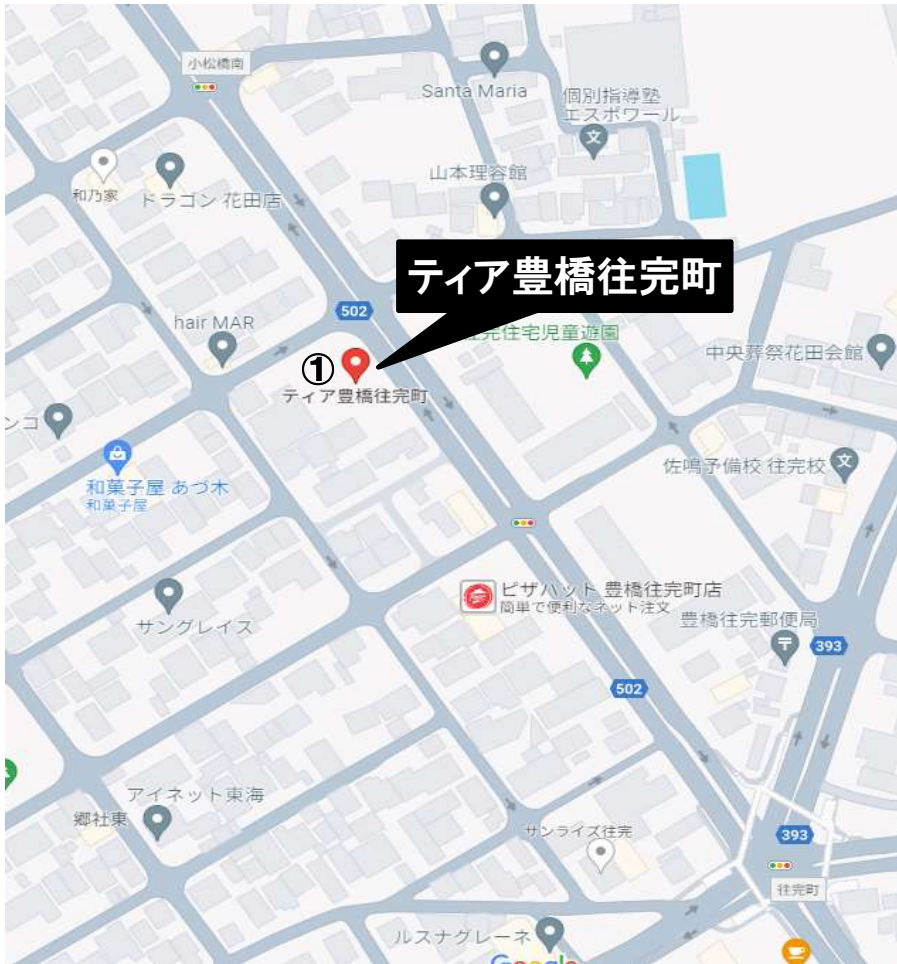 小松橋南
Santa Maria
個別指導塾
エスポワール
和乃家
ドラゴン 花田店
山本理容館
ティア豊橋往完町
502
hair MAR
往完住宅児童遊園
中央葬祭花田会館
①
ティア豊橋往完町
ンコ
和菓子屋 あづ木
和菓子屋
佐鳴予備校 往完校
ピザハット 豊橋往完町店
簡単で便利なネット注文
サングレイス
豊橋往完郵便局
393
502
アイネット東海
郷社東
サンライズ往完
393
往完町
ルスナグレーネ
Google